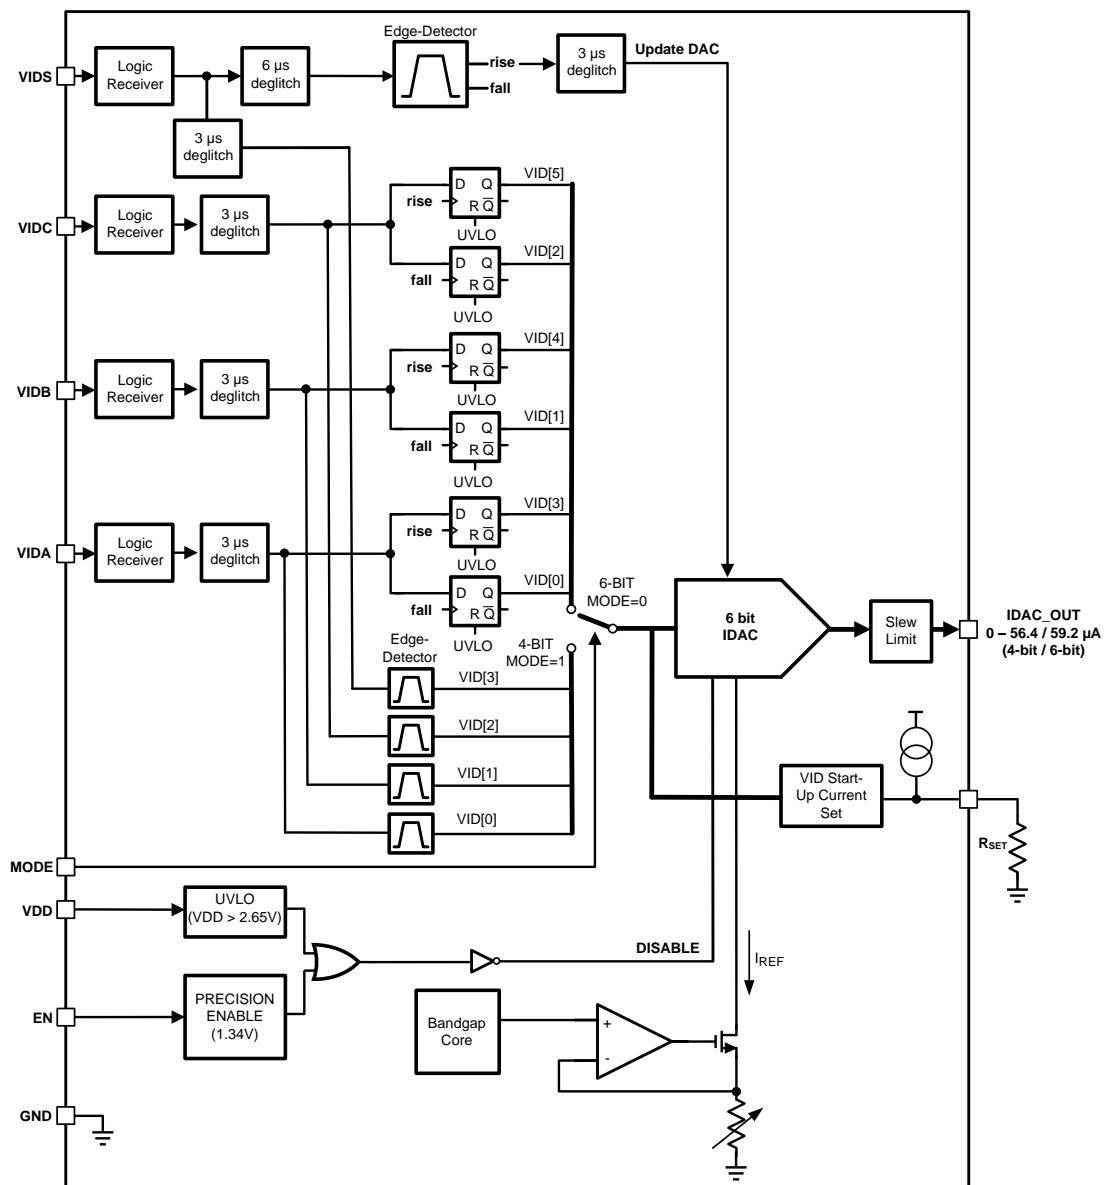 Edge-Detector
VIDS
Logic
Receiver
6 µs
deglitch
rise
fall
3 µs
deglitch
Update DAC
3 µs
deglitch
VIDC
Logic
Receiver
3 µs
deglitch
D Q
rise
R Q
UVLO
VID[5]
D Q
fall
R Q
UVLO
VID[2]
VIDB
Logic
Receiver
3 µs
deglitch
D Q
rise
R Q
UVLO
VID[4]
D Q
fall
R Q
UVLO
VID[1]
VIDA
Logic
Receiver
3 µs
deglitch
D Q
rise
R Q
UVLO
VID[3]
D Q
fall
R Q
UVLO
VID[0]
6-BIT
MODE=0
4-BIT
MODE=1
6 bit
IDAC
Slew
Limit
IDAC_OUT
0 – 56.4 / 59.2 µA
(4-bit / 6-bit)
Edge-
Detector
VID[3]
VID[2]
VID[1]
VID[0]
VID Start-
Up Current
Set
RSET
MODE
VDD
UVLO
(VDD > 2.65V)
DISABLE
IREF
EN
PRECISION
ENABLE
(1.34V)
Bandgap
Core
+
-
GND